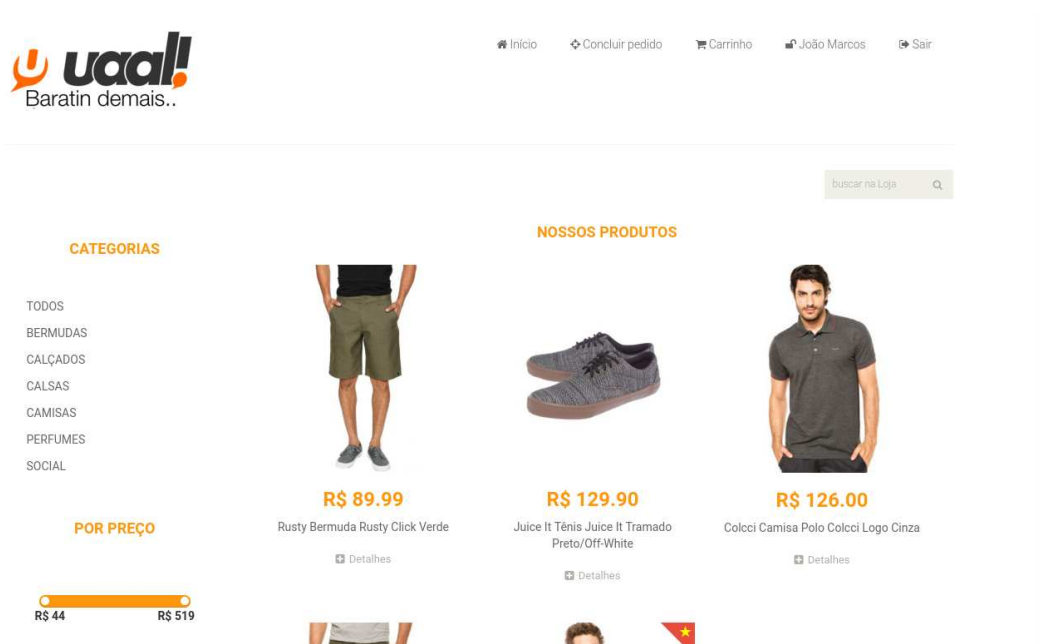 uaal!
Baratin demais..
Início
Concluir pedido
Carrinho
João Marcos
Sair
buscar na Loja
CATEGORIAS
TODOS
BERMUDAS
CALÇADOS
CALSAS
CAMISAS
PERFUMES
SOCIAL
POR PREÇO
R$ 44
R$ 519
NOSSOS PRODUTOS
R$ 89.99
Rusty Bermuda Rusty Click Verde
Detalhes
R$ 129.90
Juice It Tênis Juice It Tramado
Preto/Off-White
Detalhes
R$ 126.00
Colcci Camisa Polo Colcci Logo Cinza
Detalhes